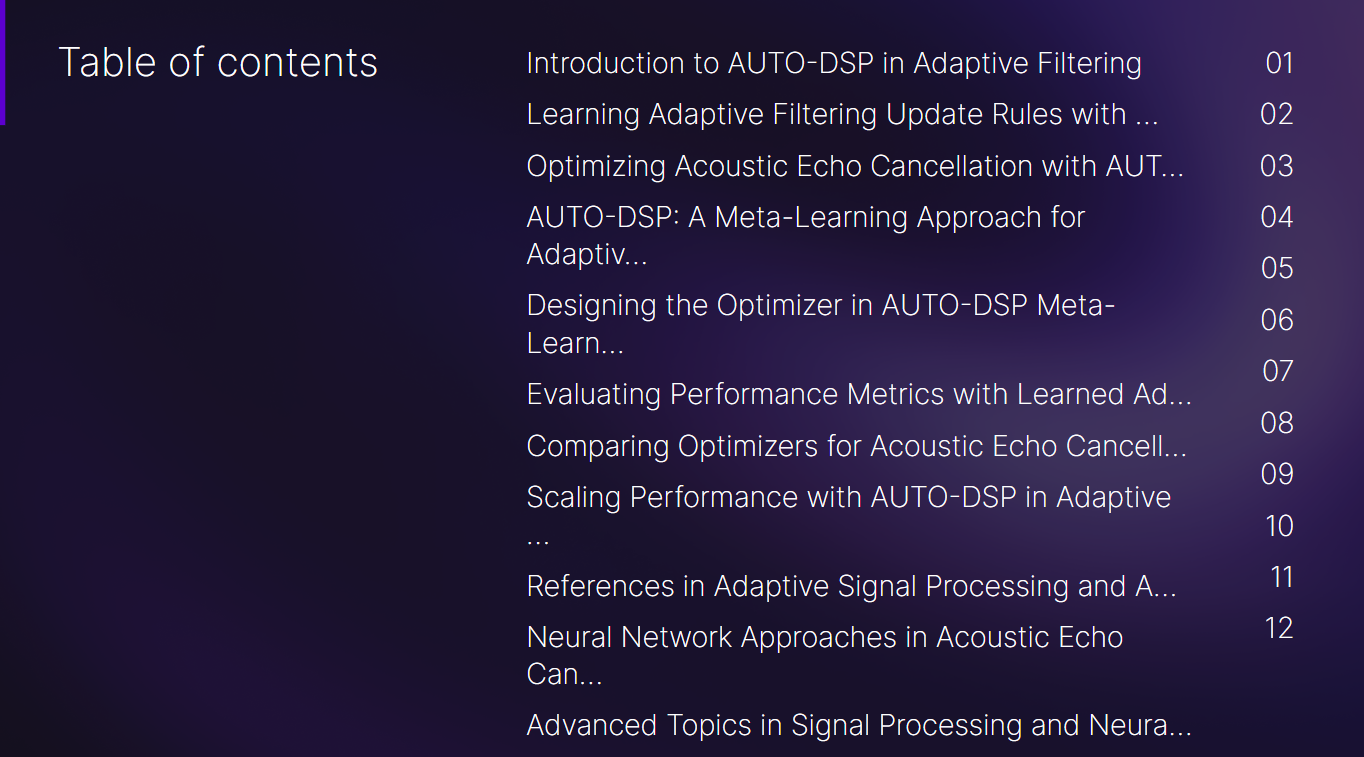 Table of contents
Introduction to AUTO-DSP in Adaptive Filtering 01
Learning Adaptive Filtering Update Rules with ... 02
Optimizing Acoustic Echo Cancellation with AUT... 03
AUTO-DSP: A Meta-Learning Approach for 04
Adaptiv...
05
Designing the Optimizer in AUTO-DSP Meta-
06
Learn...
07
Evaluating Performance Metrics with Learned Ad...
08
Comparing Optimizers for Acoustic Echo Cancell...
09
Scaling Performance with AUTO-DSP in Adaptive
10
...
11
References in Adaptive Signal Processing and A...
12
Neural Network Approaches in Acoustic Echo
Can...
Advanced Topics in Signal Processing and Neura...